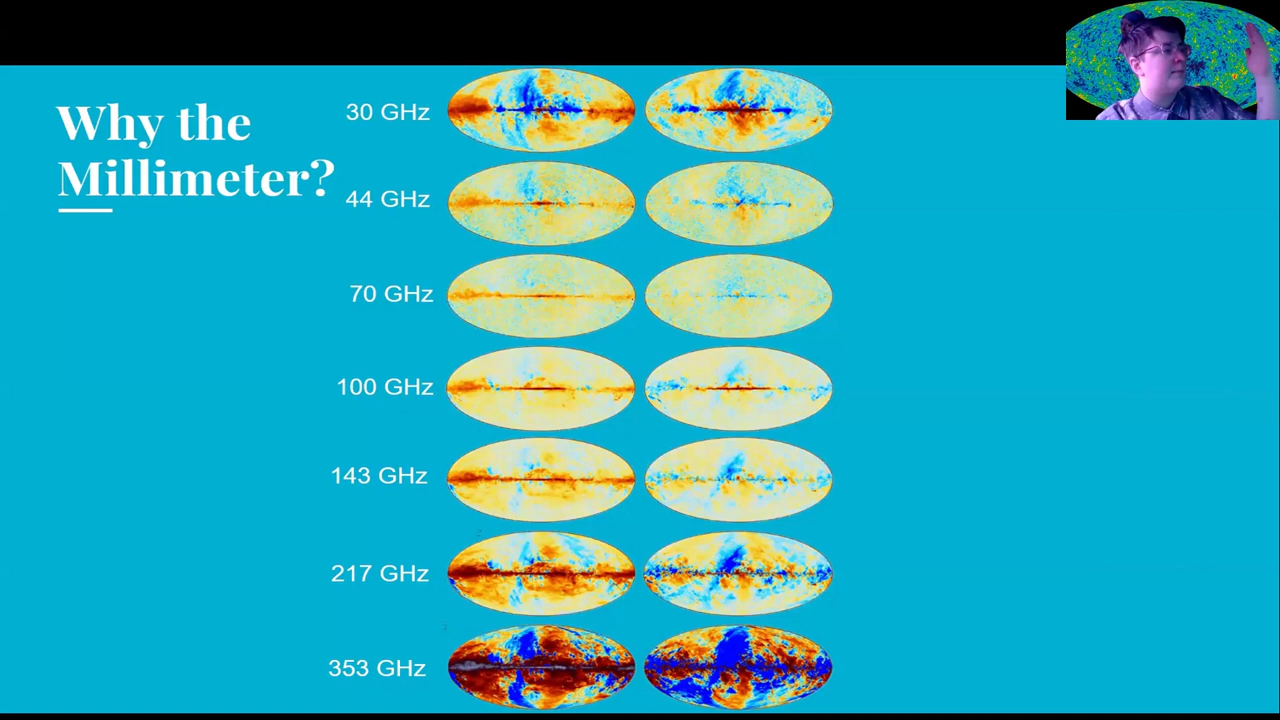 Why the
Millimeter?
30 GHz
44 GHz
70 GHz
100 GHz
143 GHz
217 GHz
353 GHz